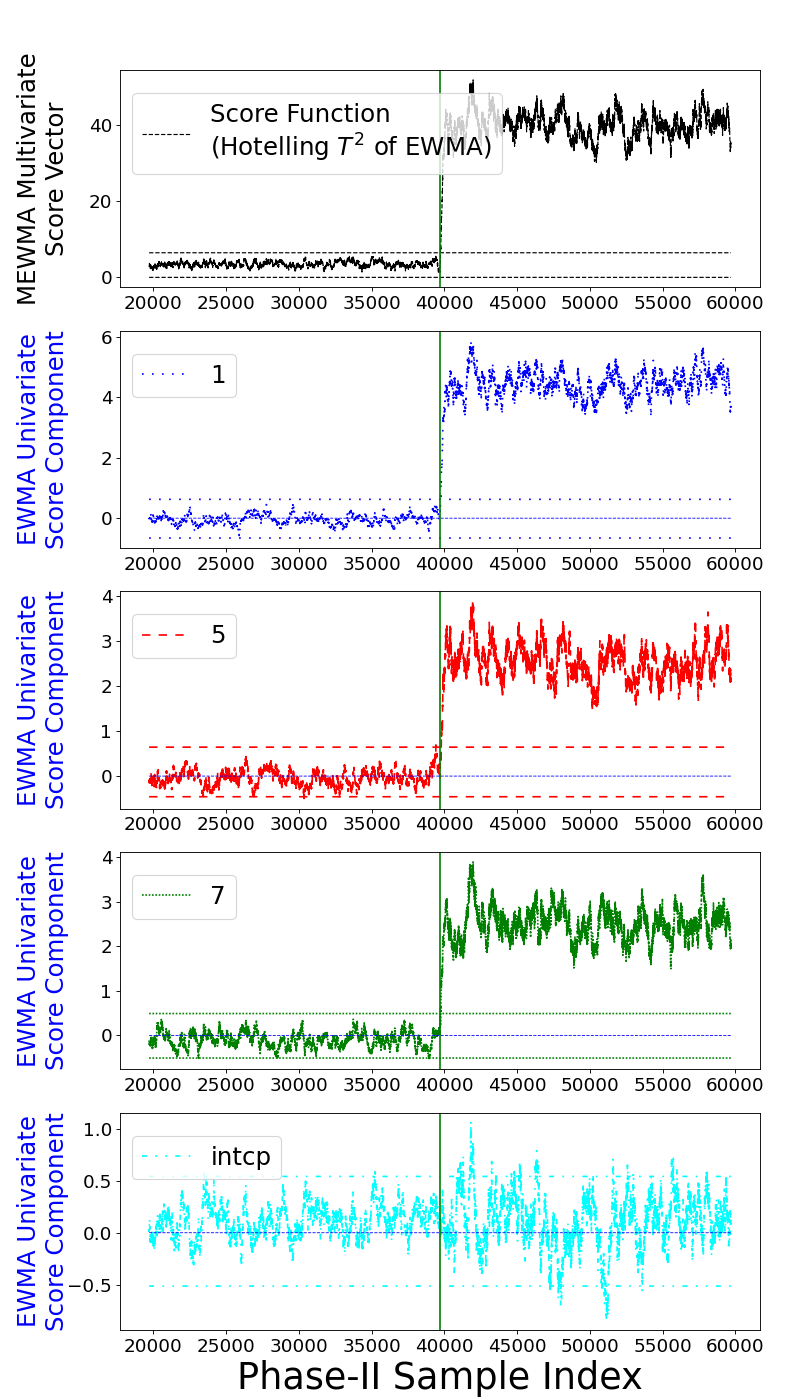 MEWMA Multivariate
Score Vector
Score Function
(Hotelling T² of EWMA)
40
20
0
20000 25000 30000 35000 40000 45000 50000 55000 60000
EWMA Univariate
Score Component
1
6
4
2
0
20000 25000 30000 35000 40000 45000 50000 55000 60000
EWMA Univariate
Score Component
5
4
3
2
1
0
20000 25000 30000 35000 40000 45000 50000 55000 60000
EWMA Univariate
Score Component
7
4
3
2
1
0
20000 25000 30000 35000 40000 45000 50000 55000 60000
EWMA Univariate
Score Component
intcp
1.0
0.5
0.0
−0.5
20000 25000 30000 35000 40000 45000 50000 55000 60000
Phase-II Sample Index